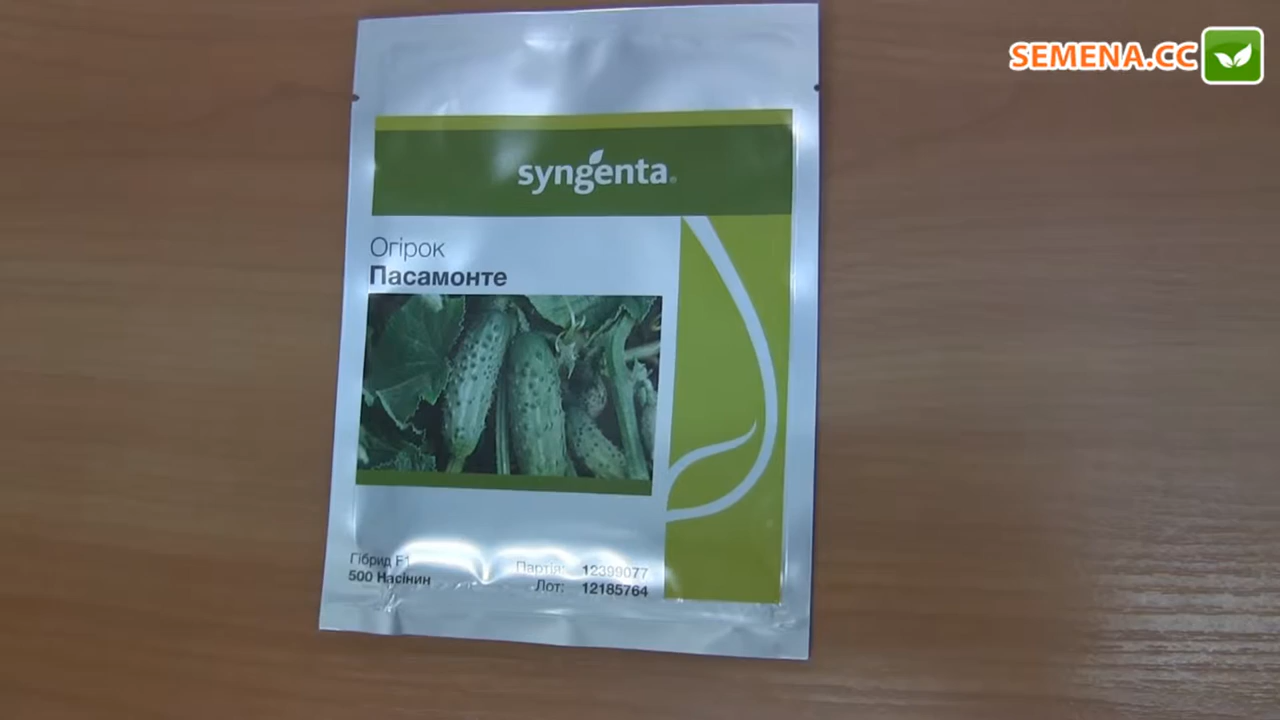 SEMENA.CC
syngenta
Огірок
Пасамонте
Гібрид F1
500 Насінин
Партія: 12399077
Лот: 12185764